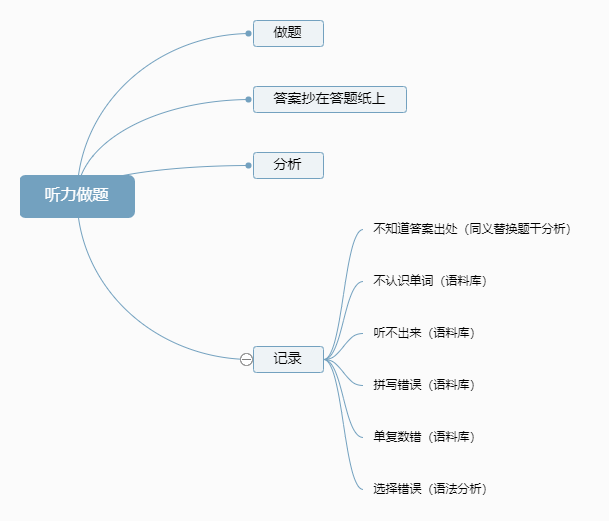 做题
答案抄在答题纸上
分析
听力做题
不知道答案出处（同义替换题干分析）
不认识单词（语料库）
听不出来（语料库）
记录
拼写错误（语料库）
单复数错（语料库）
选择错误（语法分析）